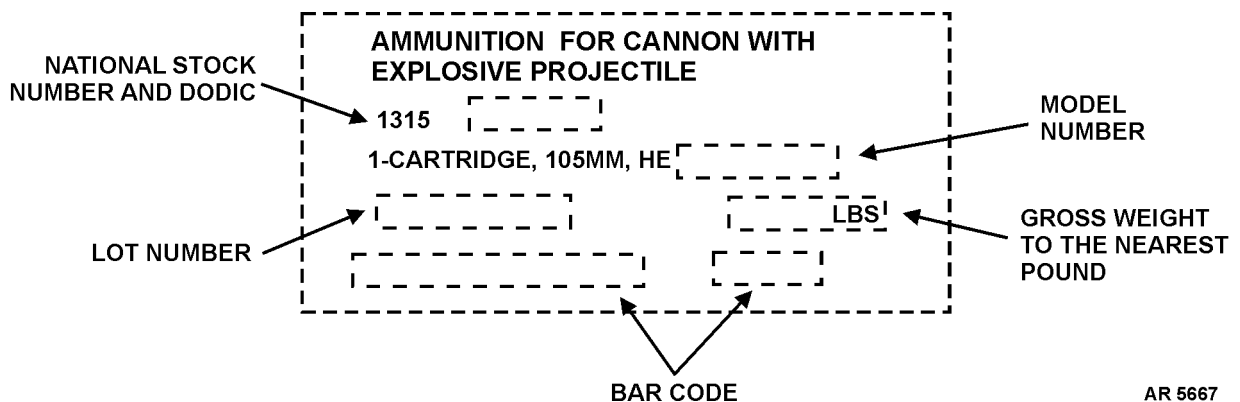 AMMUNITION FOR CANNON WITH
EXPLOSIVE PROJECTILE
NATIONAL STOCK
NUMBER AND DODIC
1315
MODEL
NUMBER
1-CARTRIDGE, 105MM, HE
LBS
GROSS WEIGHT
TO THE NEAREST
POUND
LOT NUMBER
BAR CODE
AR 5667